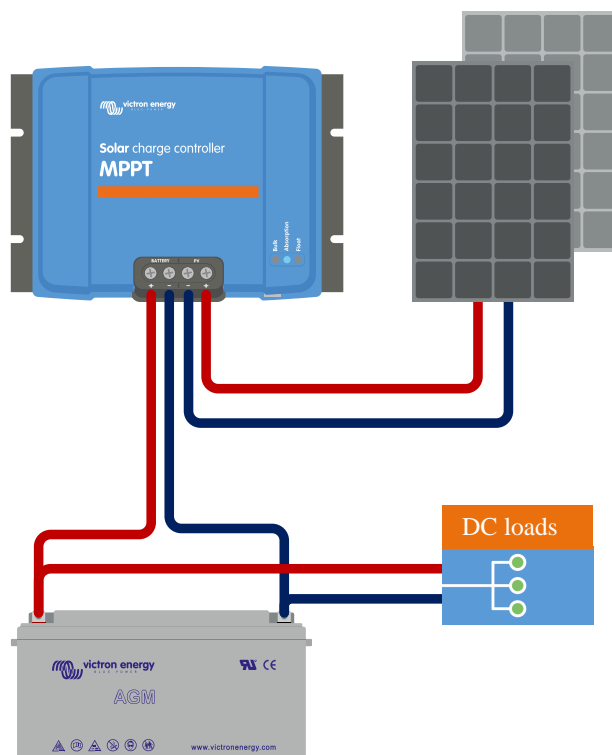 victron energy
BLUE POWER
Solar charge controller
MPPT
Bulk
Absorption
Float
BATTERY PV
+ − − +
DC loads
victron energy
BLUE POWER
AGM
www.victronenergy.com